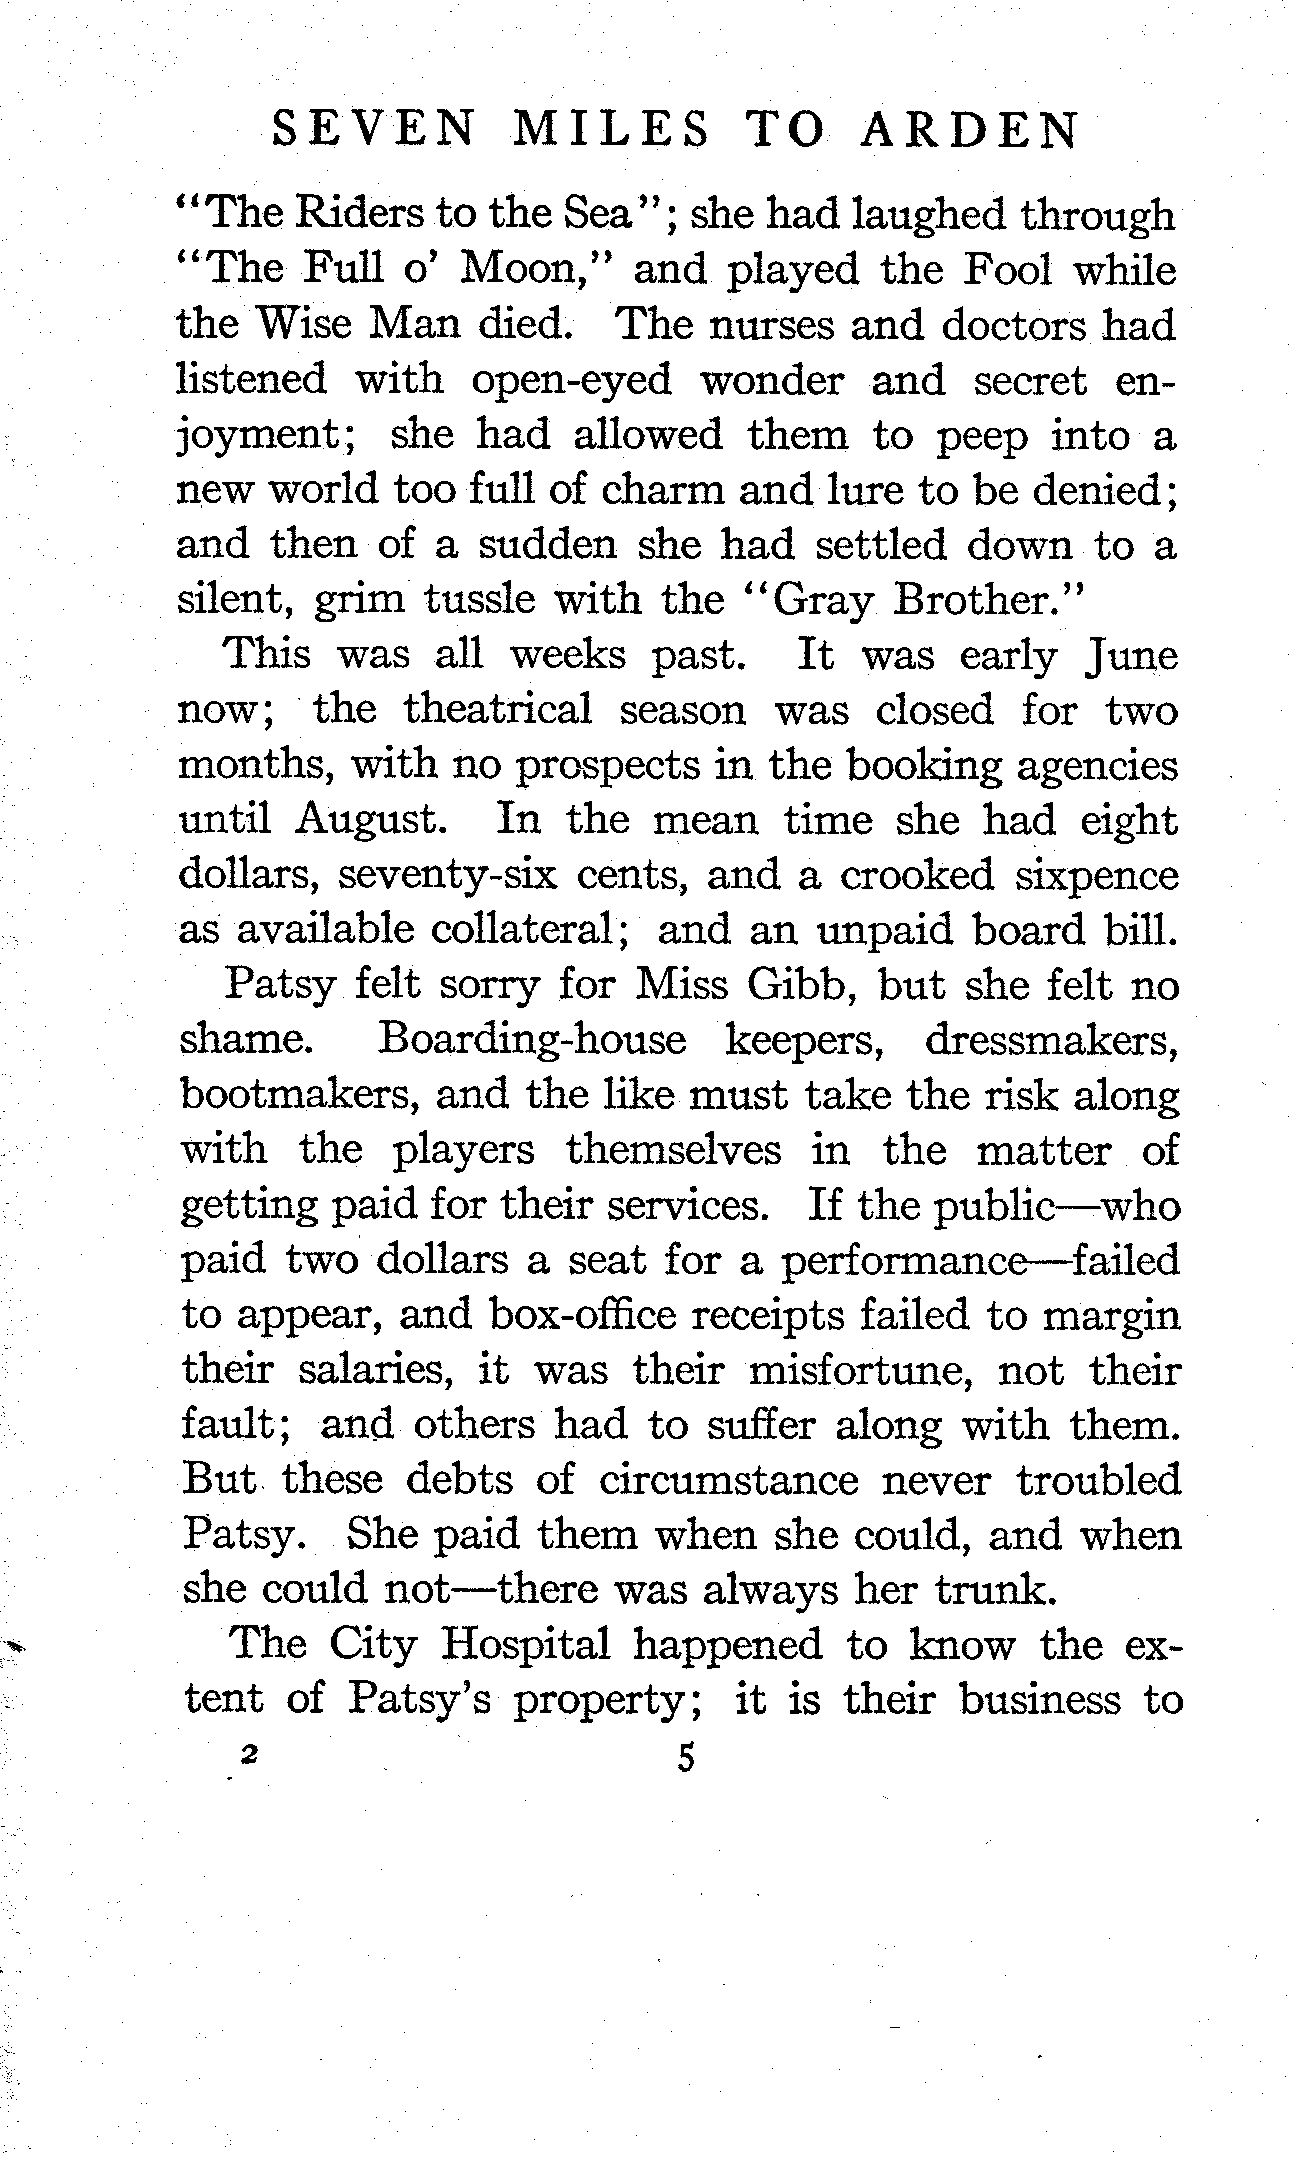 SEVEN MILES TO ARDEN
"The Riders to the Sea"; she had laughed through
"The Full o' Moon," and played the Fool while
the Wise Man died. The nurses and doctors had
listened with open-eyed wonder and secret en-
joyment; she had allowed them to peep into a
new world too full of charm and lure to be denied;
and then of a sudden she had settled down to a
silent, grim tussle with the "Gray Brother."
This was all weeks past. It was early June
now; the theatrical season was closed for two
months, with no prospects in the booking agencies
until August. In the mean time she had eight
dollars, seventy-six cents, and a crooked sixpence
as available collateral; and an unpaid board bill.
Patsy felt sorry for Miss Gibb, but she felt no
shame. Boarding-house keepers, dressmakers,
bootmakers, and the like must take the risk along
with the players themselves in the matter of
getting paid for their services. If the public—who
paid two dollars a seat for a performance—failed
to appear, and box-office receipts failed to margin
their salaries, it was their misfortune, not their
fault; and others had to suffer along with them.
But these debts of circumstance never troubled
Patsy. She paid them when she could, and when
she could not—there was always her trunk.
The City Hospital happened to know the ex-
tent of Patsy's property; it is their business to
2 5